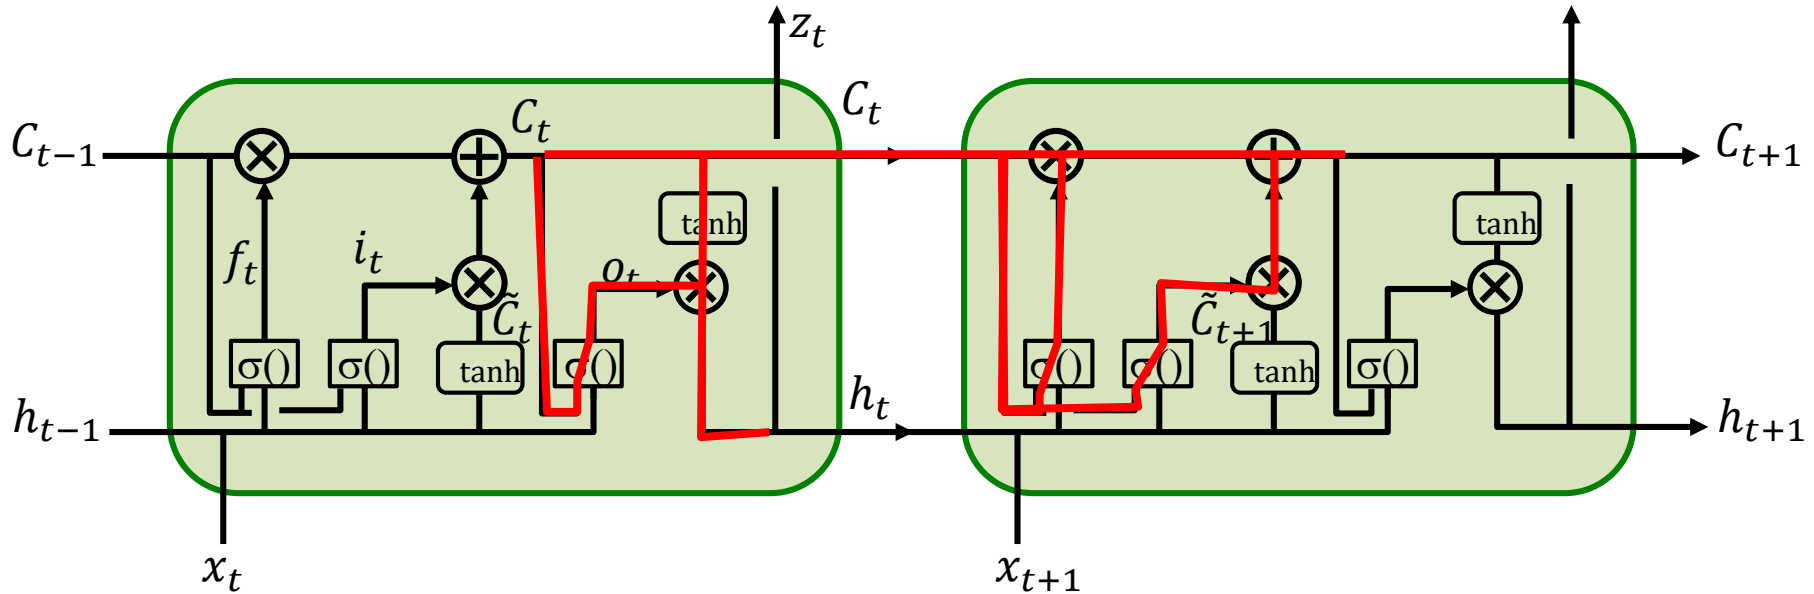 z_t
C_{t-1} C_t C_t C_{t+1}
tanh tanh
f_t i_t o_t
C̃_t C̃_{t+1}
σ() σ() tanh σ() σ() σ() tanh σ()
h_{t-1} h_t h_{t+1}
x_t x_{t+1}